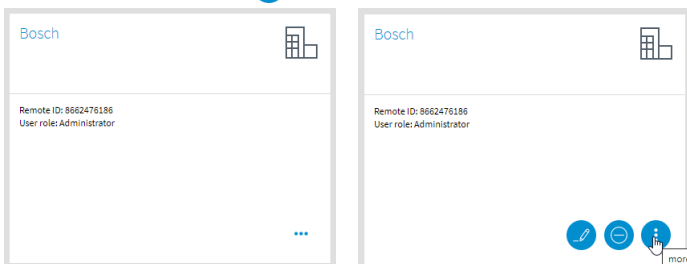 Bosch
Remote ID: 8662476186
User role: Administrator
Bosch
Remote ID: 8662476186
User role: Administrator
more